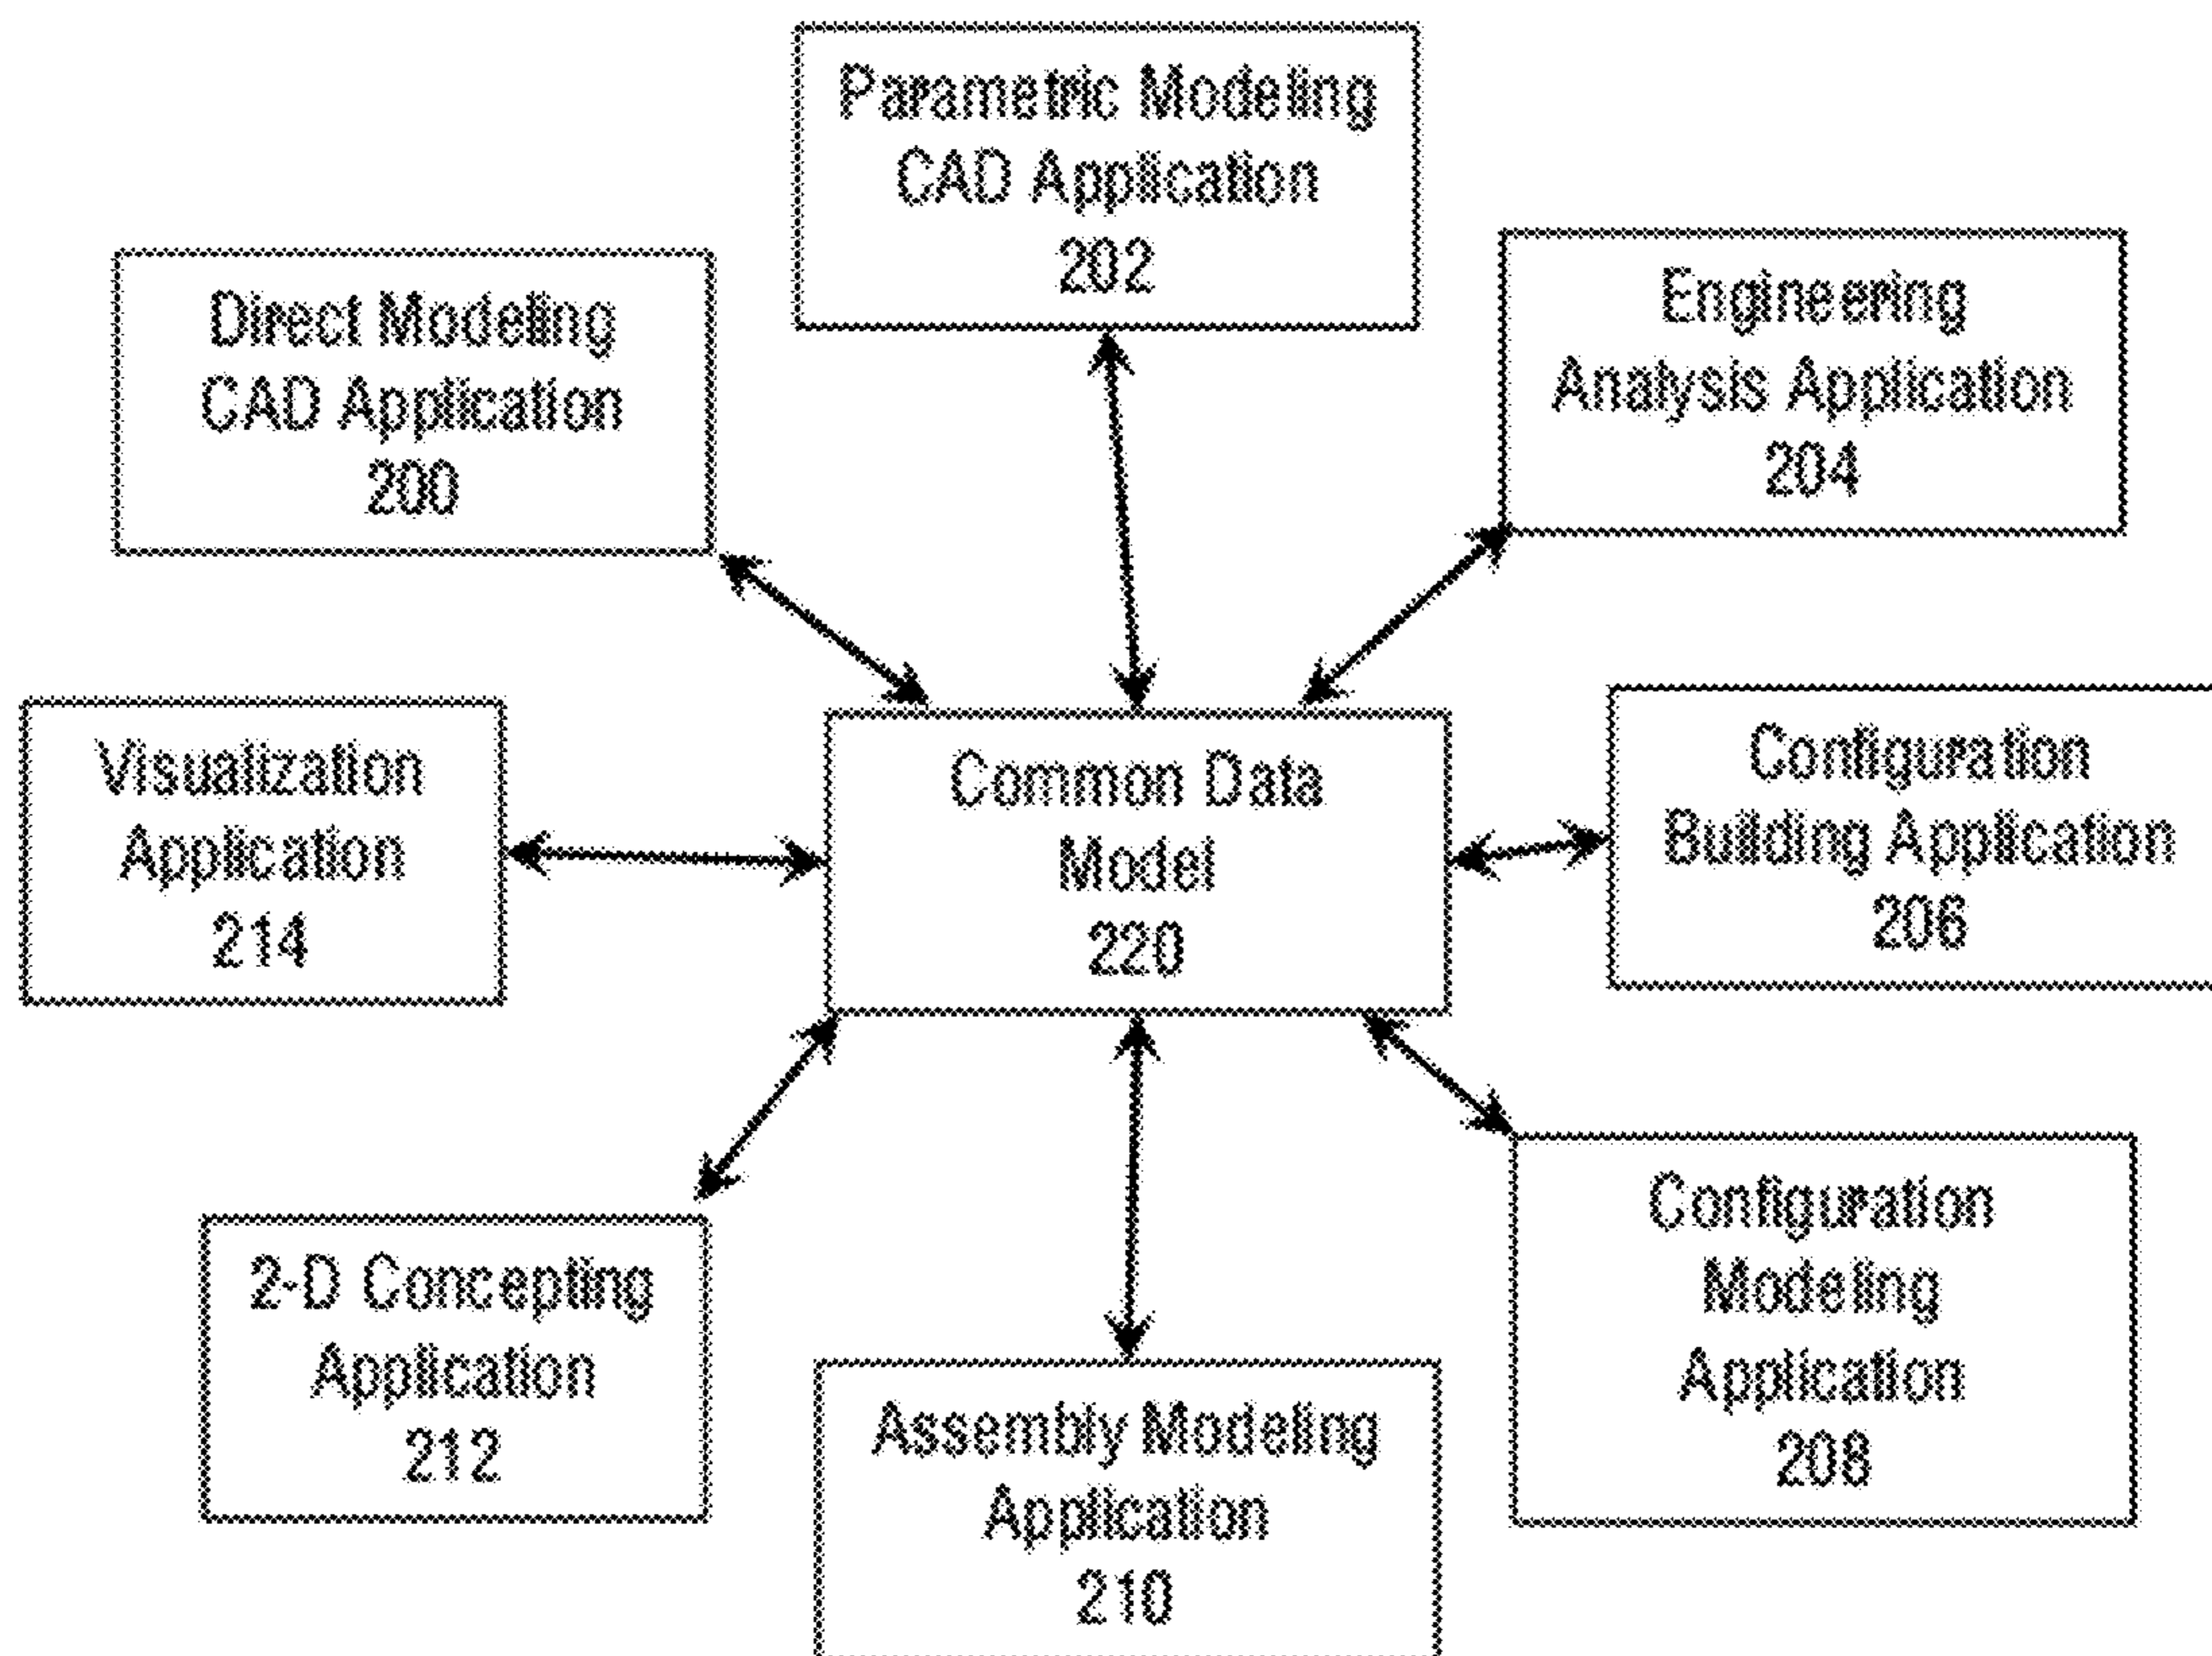 Parametric Modeling
CAD Application
202
Direct Modeling
CAD Application
200
Engineering
Analysis Application
204
Visualization
Application
214
Common Data
Model
220
Configuration
Building Application
206
2-D Concepting
Application
212
Assembly Modeling
Application
210
Configuration
Modeling
Application
208